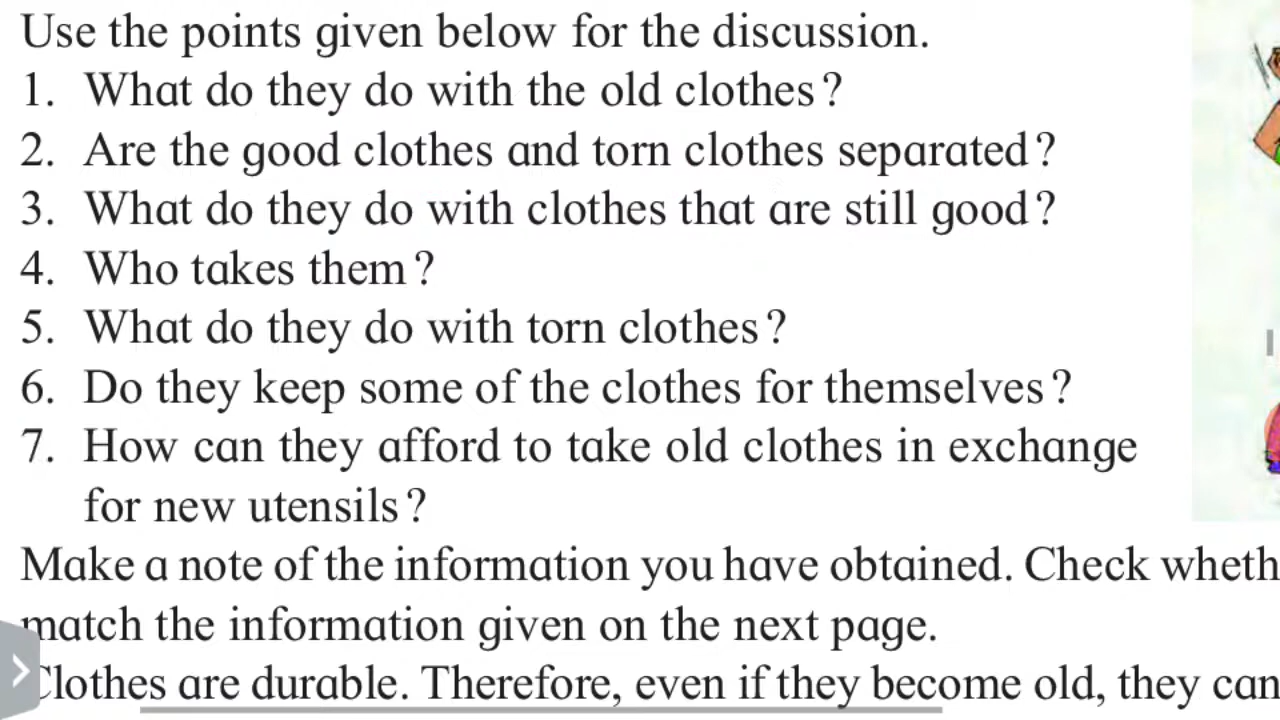 Use the points given below for the discussion.
1. What do they do with the old clothes?
2. Are the good clothes and torn clothes separated?
3. What do they do with clothes that are still good?
4. Who takes them?
5. What do they do with torn clothes?
6. Do they keep some of the clothes for themselves?
7. How can they afford to take old clothes in exchange
for new utensils?
Make a note of the information you have obtained. Check
match the information given on the next page.
Clothes are durable. Therefore, even if they become old, they can